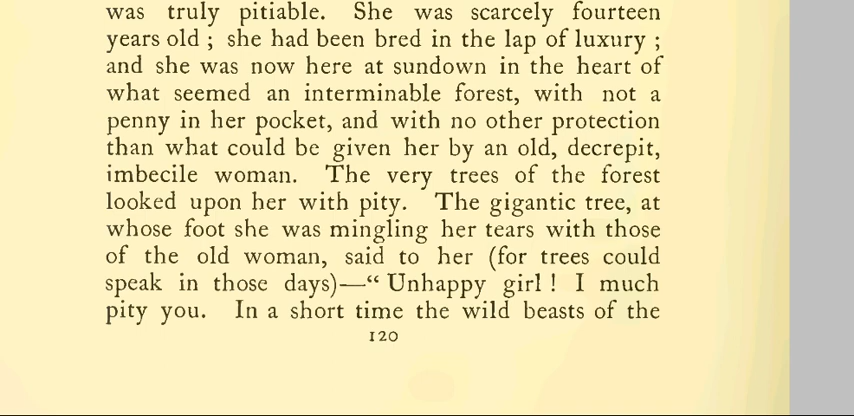 was truly pitiable. She was scarcely fourteen
years old ; she had been bred in the lap of luxury ;
and she was now here at sundown in the heart of
what seemed an interminable forest, with not a
penny in her pocket, and with no other protection
than what could be given her by an old, decrepit,
imbecile woman. The very trees of the forest
looked upon her with pity. The gigantic tree, at
whose foot she was mingling her tears with those
of the old woman, said to her (for trees could
speak in those days)—“ Unhappy girl ! I much
pity you. In a short time the wild beasts of the
120